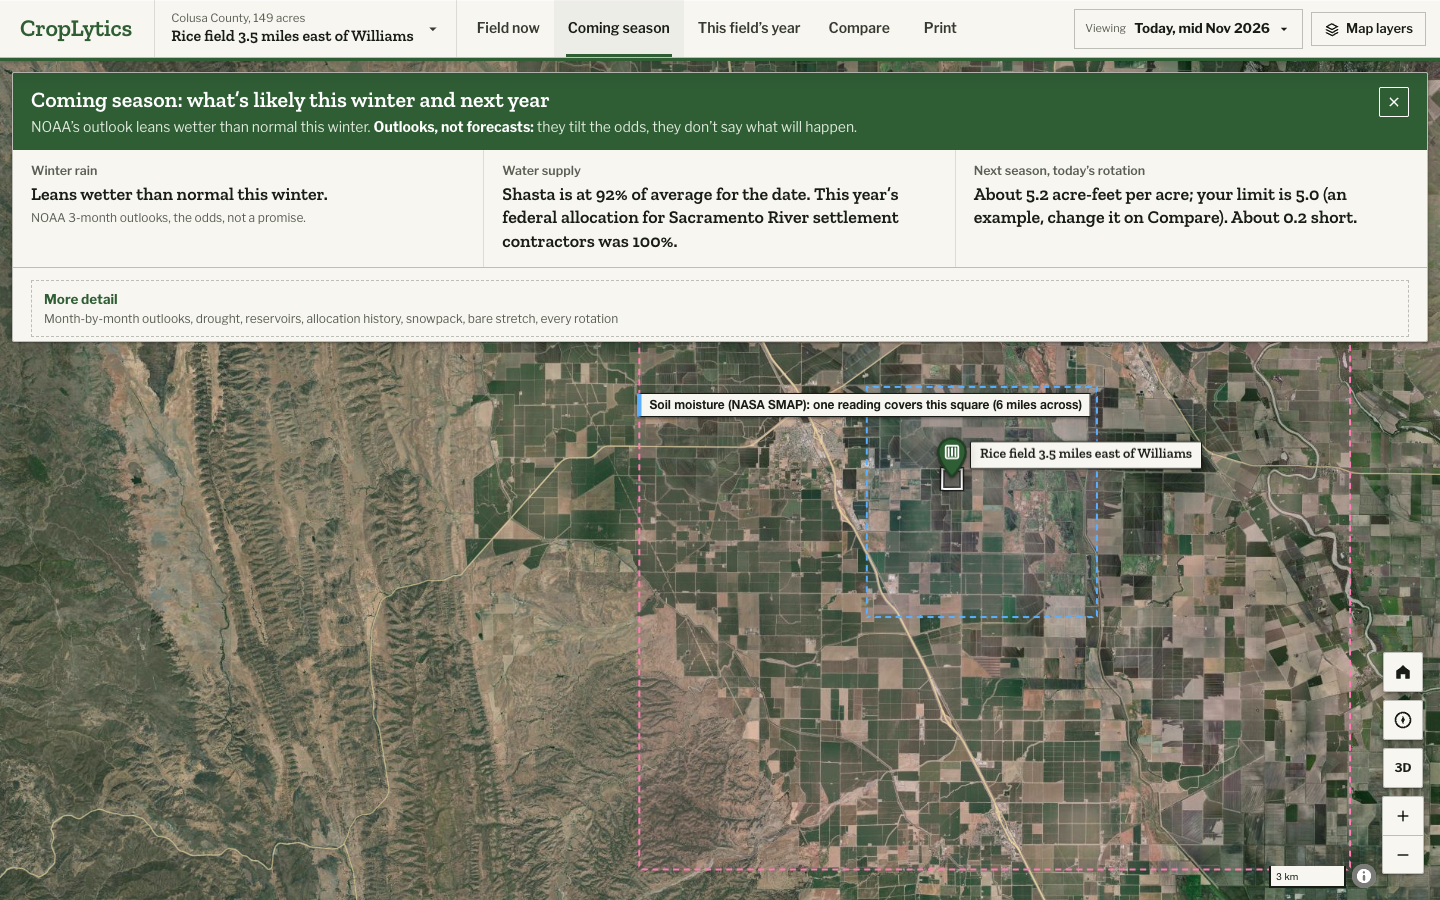 CropLytics
Colusa County, 149 acres
Rice field 3.5 miles east of Williams
Field now
Coming season
This field's year
Compare
Print
Viewing Today, mid Nov 2026
Map layers
Coming season: what's likely this winter and next year
NOAA's outlook leans wetter than normal this winter. Outlooks, not forecasts: they tilt the odds, they don't say what will happen.
Winter rain
Leans wetter than normal this winter.
NOAA 3-month outlooks, the odds, not a promise.
Water supply
Shasta is at 92% of average for the date. This year's
federal allocation for Sacramento River settlement
contractors was 100%.
Next season, today's rotation
About 5.2 acre-feet per acre; your limit is 5.0 (an
example, change it on Compare). About 0.2 short.
More detail
Month-by-month outlooks, drought, reservoirs, allocation history, snowpack, bare stretch, every rotation
Soil moisture (NASA SMAP): one reading covers this square (6 miles across)
Rice field 3.5 miles east of Williams
3D
+
−
3 km